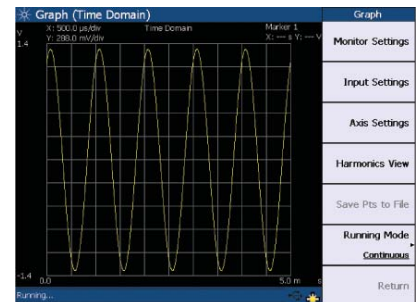 Graph (Time Domain)
Graph
V
X: 500.0 µs/div
Time Domain
Marker 1
Y: 288.0 mV/div
X: --- s Y: --- V
1.4
Monitor Settings
Input Settings
Axis Settings
Harmonics View
Save Pts to File
Running Mode
Continuous
-1.4
0.0
5.0 m
s
Return
Running...